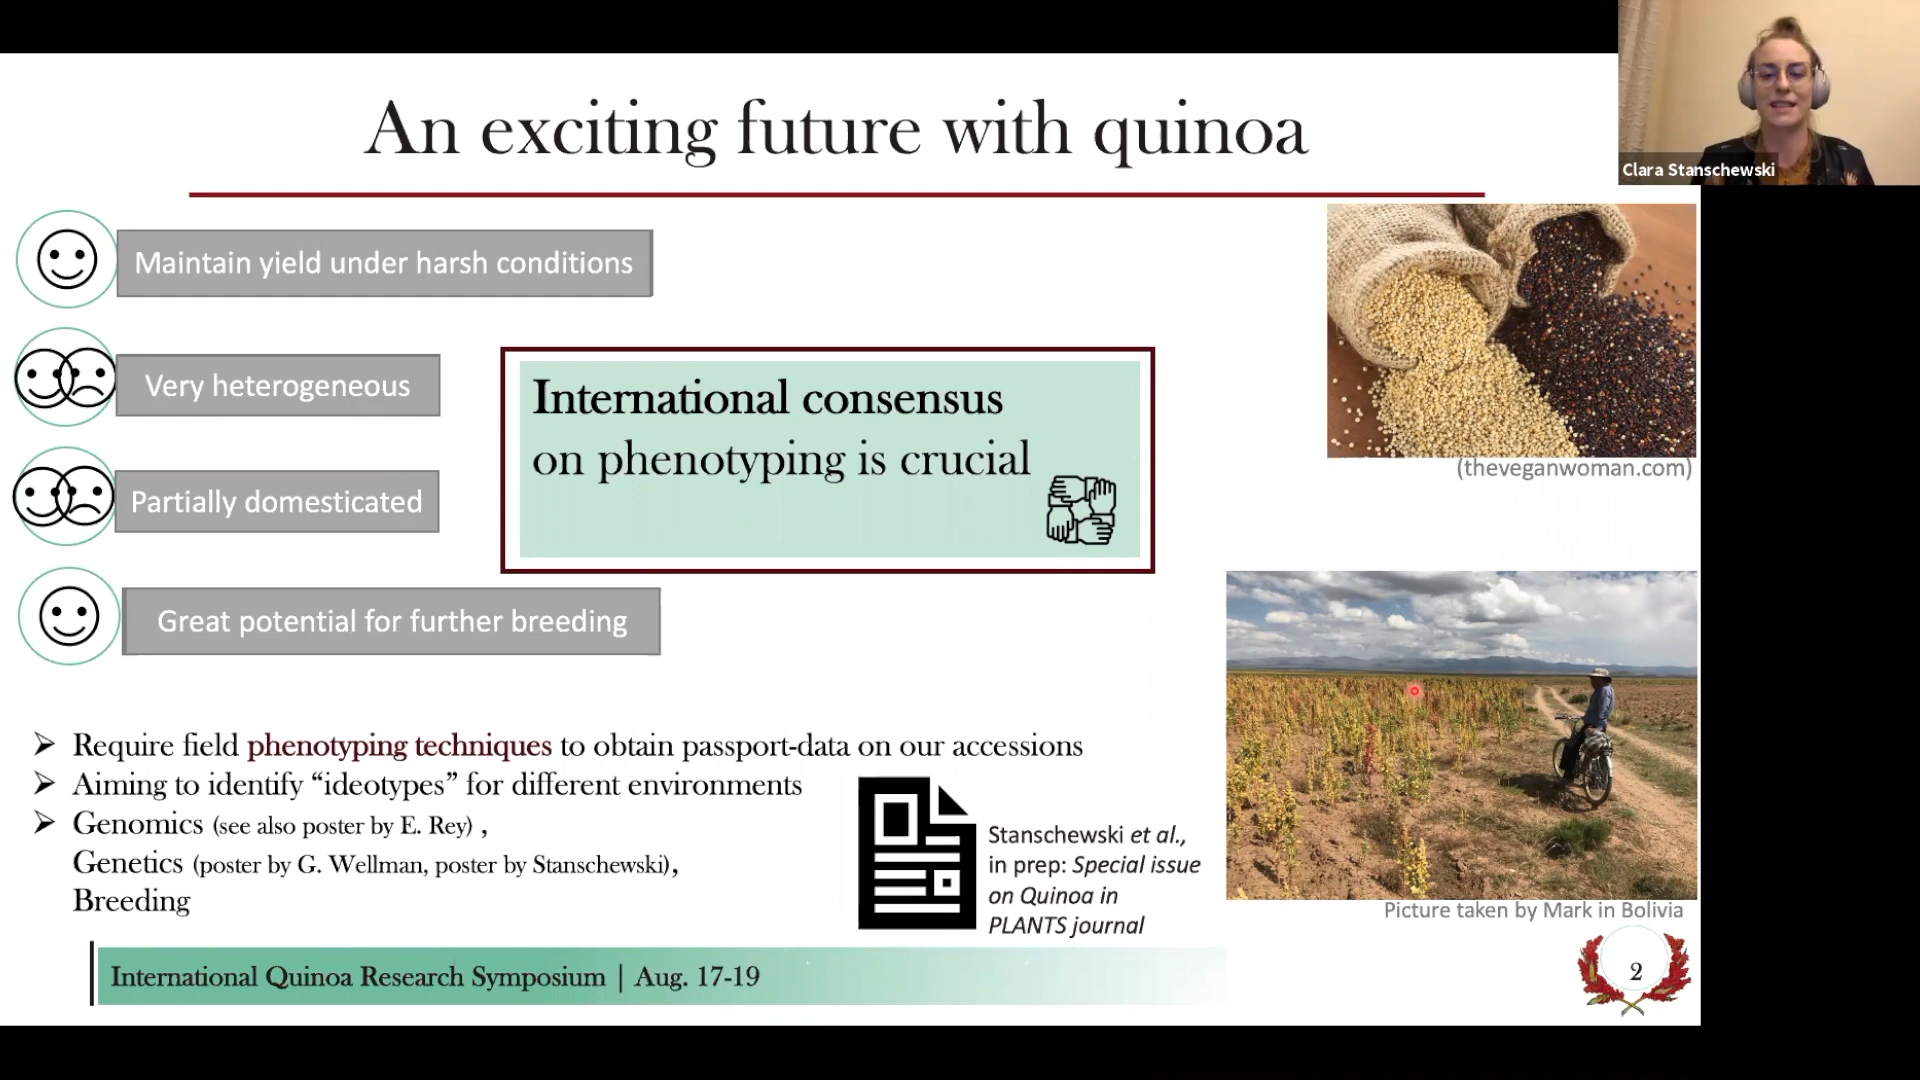 An exciting future with quinoa
Clara Stanschewski
Maintain yield under harsh conditions
Very heterogeneous
Partially domesticated
Great potential for further breeding
International consensus
on phenotyping is crucial
(theveganwoman.com)
➢ Require field phenotyping techniques to obtain passport-data on our accessions
➢ Aiming to identify “ideotypes” for different environments
➢ Genomics (see also poster by E. Rey) ,
Genetics (poster by G. Wellman, poster by Stanschewski),
Breeding
Stanschewski et al.,
in prep: Special issue
on Quinoa in
PLANTS journal
Picture taken by Mark in Bolivia
International Quinoa Research Symposium | Aug. 17-19
2